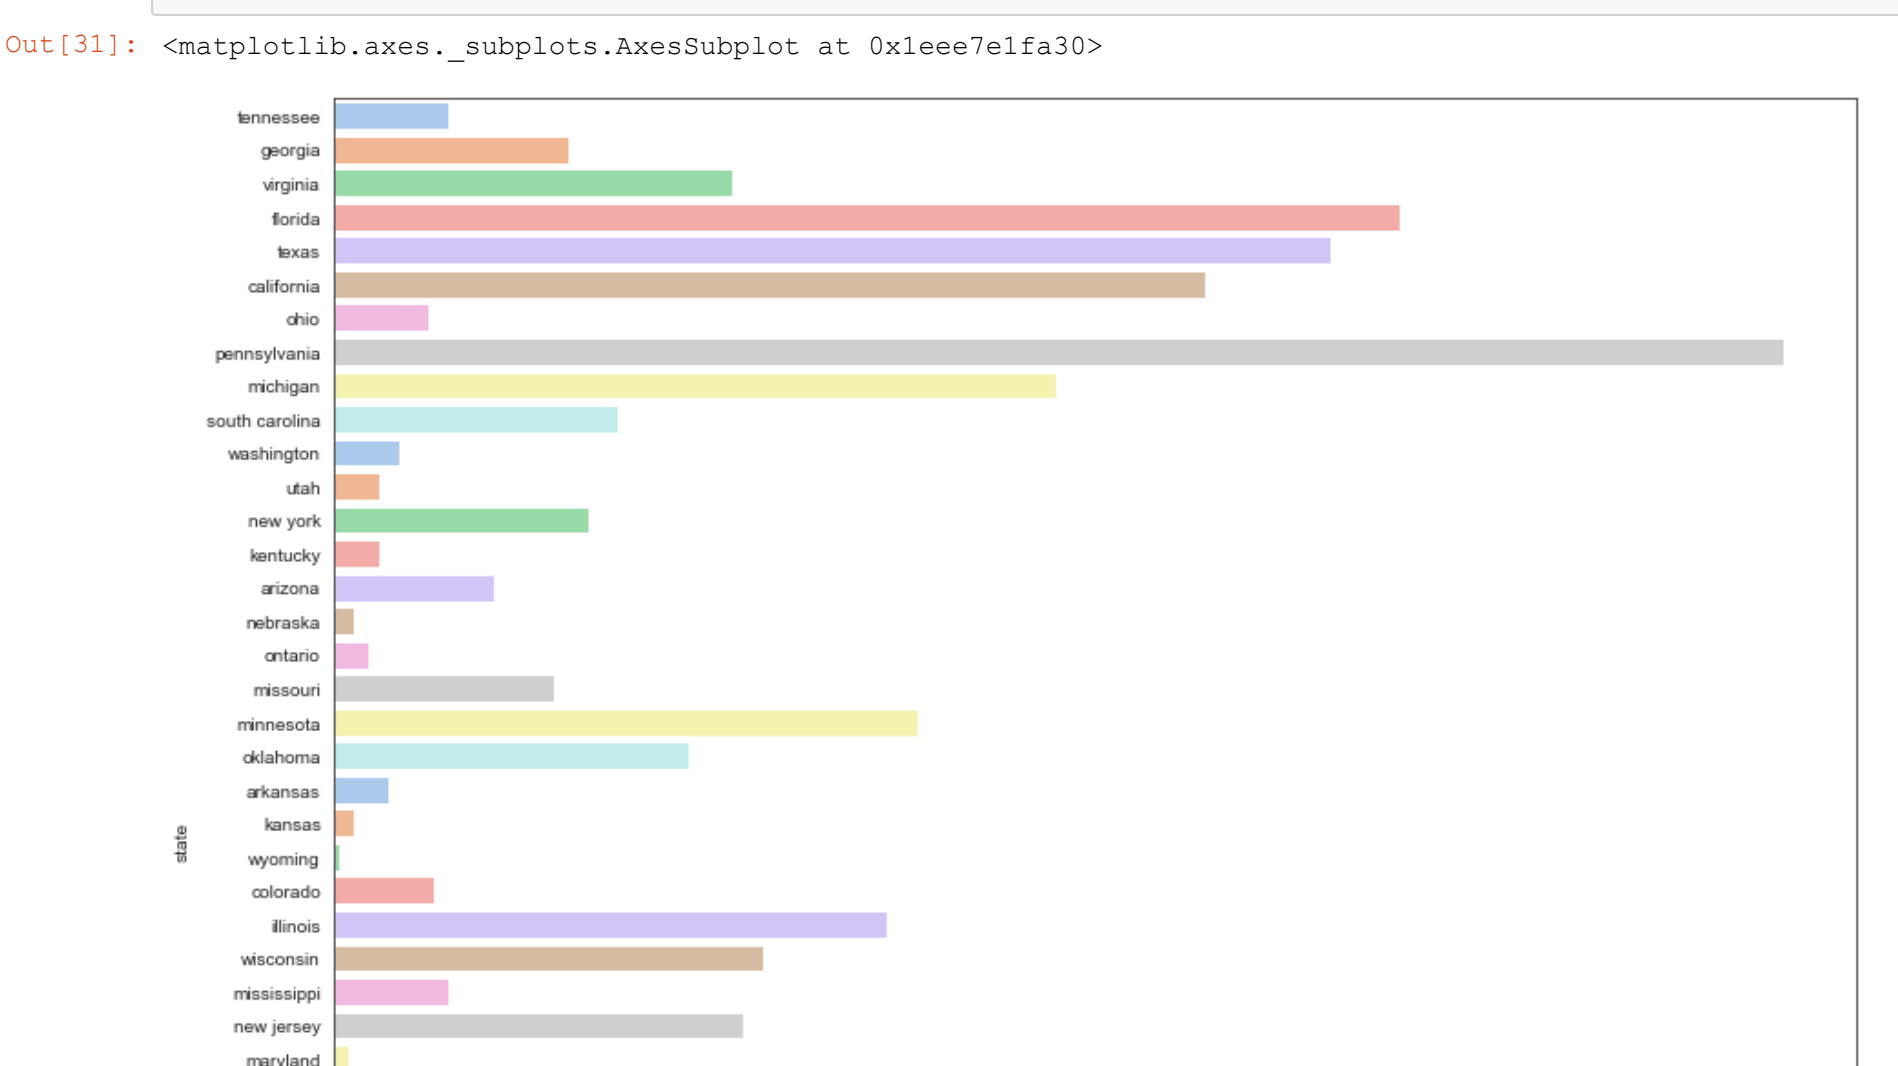 Out[31]: <matplotlib.axes._subplots.AxesSubplot at 0x1eee7e1fa30>
tennessee
georgia
virginia
florida
texas
california
ohio
pennsylvania
michigan
south carolina
washington
utah
new york
kentucky
arizona
nebraska
ontario
missouri
minnesota
oklahoma
arkansas
kansas
state
wyoming
colorado
illinois
wisconsin
mississippi
new jersey
maryland